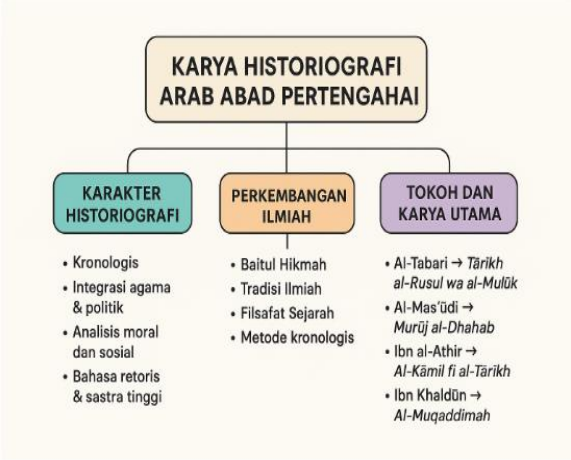 KARYA HISTORIOGRAFI
ARAB ABAD PERTENGAHAI
KARAKTER
HISTORIOGRAFI
• Kronologis
• Integrasi agama
& politik
• Analisis moral
dan sosial
• Bahasa retoris
& sastra tinggi
PERKEMBANGAN
ILMIAH
• Baitul Hikmah
• Tradisi Ilmiah
• Filsafat Sejarah
• Metode kronologis
TOKOH DAN
KARYA UTAMA
• Al-Tabari → Tārikh
al-Rusul wa al-Mulūk
• Al-Mas'ūdi →
Murūj al-Dhahab
• Ibn al-Athir →
Al-Kāmil fi al-Tārikh
• Ibn Khaldūn →
Al-Muqaddimah